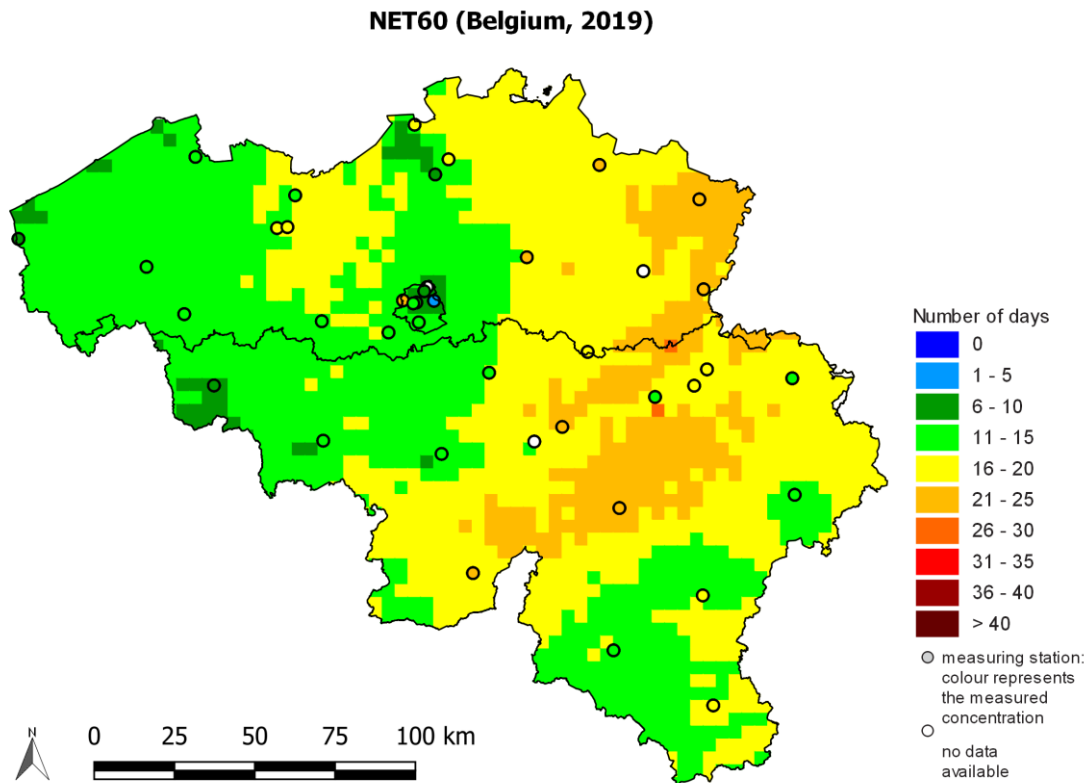 NET60 (Belgium, 2019)
Number of days
0
1 - 5
6 - 10
11 - 15
16 - 20
21 - 25
26 - 30
31 - 35
36 - 40
> 40
measuring station:
colour represents
the measured
concentration
no data
available
N
0 25 50 75 100 km